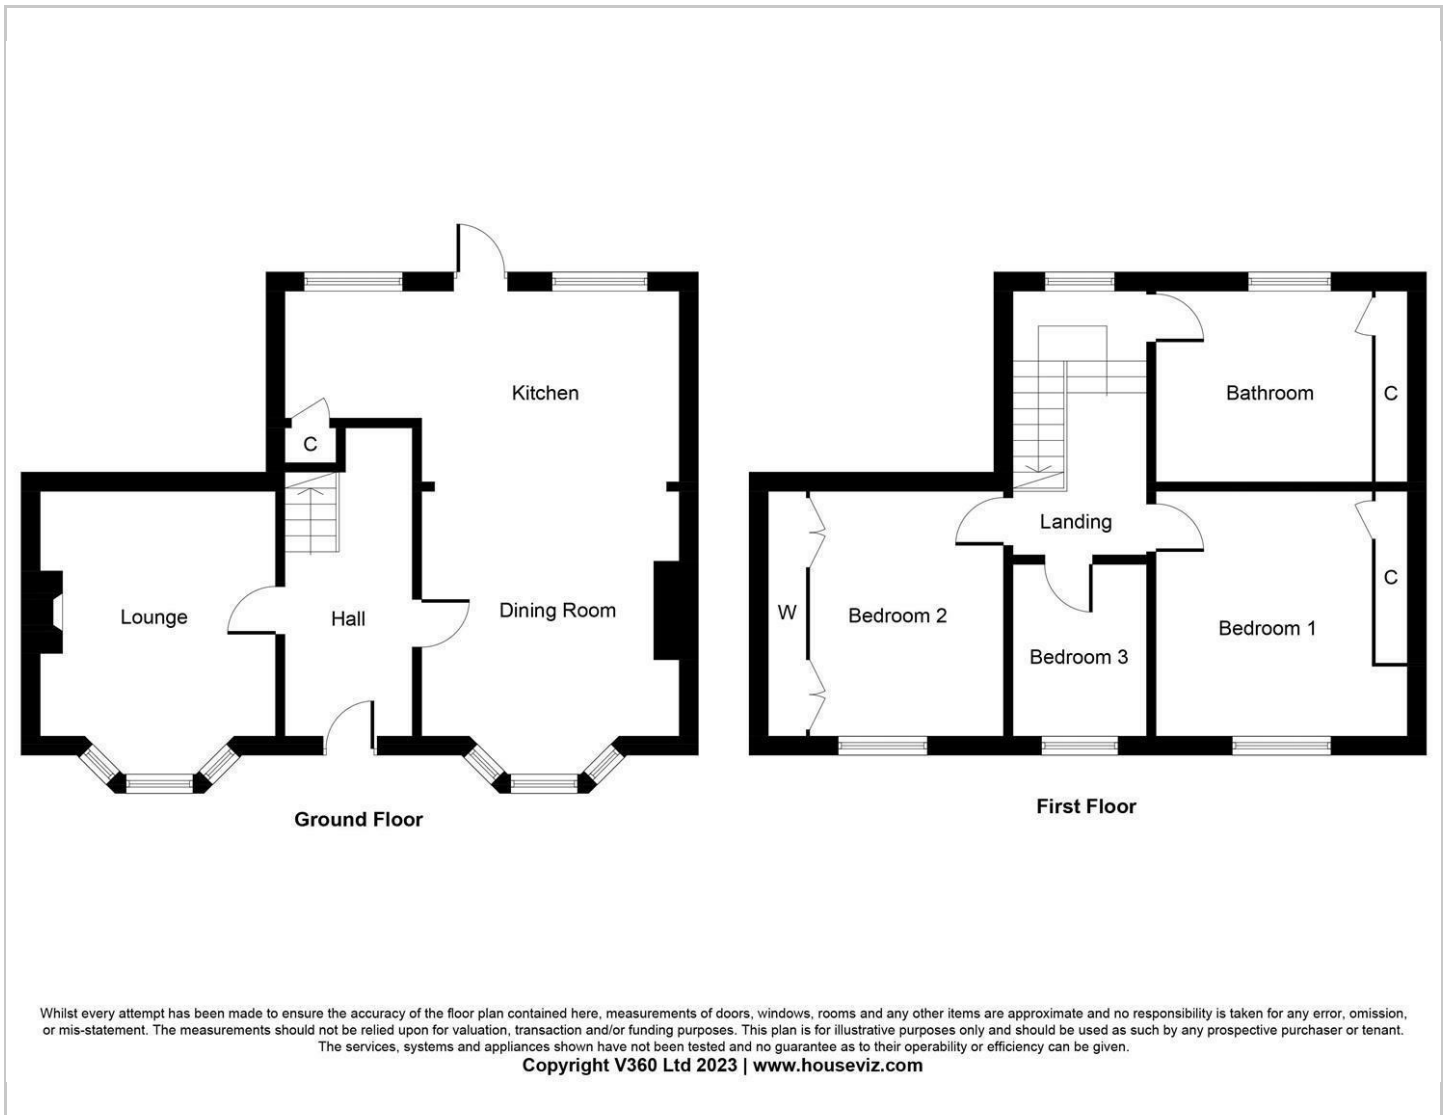 Kitchen
C
Lounge
Hall
Dining Room
Ground Floor
Bathroom
C
Landing
W
Bedroom 2
Bedroom 3
Bedroom 1
C
First Floor
Whilst every attempt has been made to ensure the accuracy of the floor plan contained here, measurements of doors, windows, rooms and any other items are approximate and no responsibility is taken for any error, omission,
or mis-statement. The measurements should not be relied upon for valuation, transaction and/or funding purposes. This plan is for illustrative purposes only and should be used as such by any prospective purchaser or tenant.
The services, systems and appliances shown have not been tested and no guarantee as to their operability or efficiency can be given.
Copyright V360 Ltd 2023 | www.houseviz.com